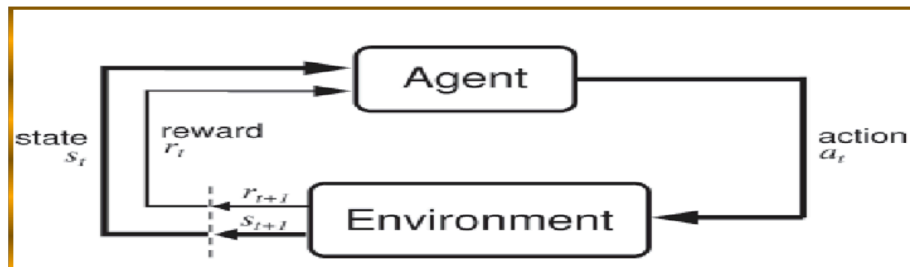 Agent
state
s_t
reward
r_t
action
a_t
r_{t+1}
s_{t+1}
Environment